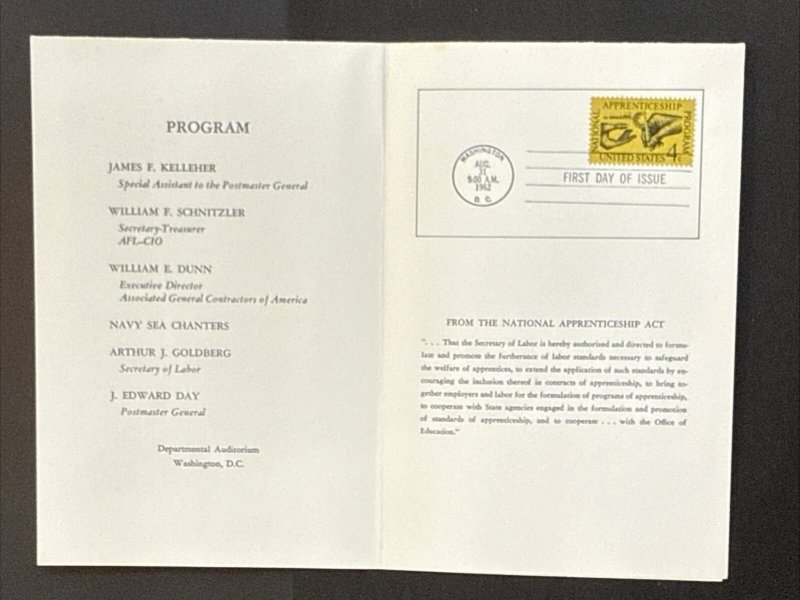 PROGRAM
JAMES F. KELLEHER
Special Assistant to the Postmaster General
WILLIAM F. SCHNITZLER
Secretary-Treasurer
AFL-CIO
WILLIAM E. DUNN
Executive Director
Associated General Contractors of America
NAVY SEA CHANTERS
ARTHUR J. GOLDBERG
Secretary of Labor
J. EDWARD DAY
Postmaster General
Departmental Auditorium
Washington, D.C.
NATIONAL APPRENTICESHIP PROGRAM
UNITED STATES 4c
WASHINGTON
AUG.
31
9:00 A.M.
1962
D. C.
FIRST DAY OF ISSUE
FROM THE NATIONAL APPRENTICESHIP ACT
". . . That the Secretary of Labor is hereby authorized and directed to formu-
late and promote the furtherance of labor standards necessary to safeguard
the welfare of apprentices, to extend the application of such standards by en-
couraging the inclusion thereof in contracts of apprenticeship, to bring to-
gether employers and labor for the formulation of programs of apprenticeship,
to cooperate with State agencies engaged in the formulation and promotion
of standards of apprenticeship, and to cooperate . . . with the Office of
Education."